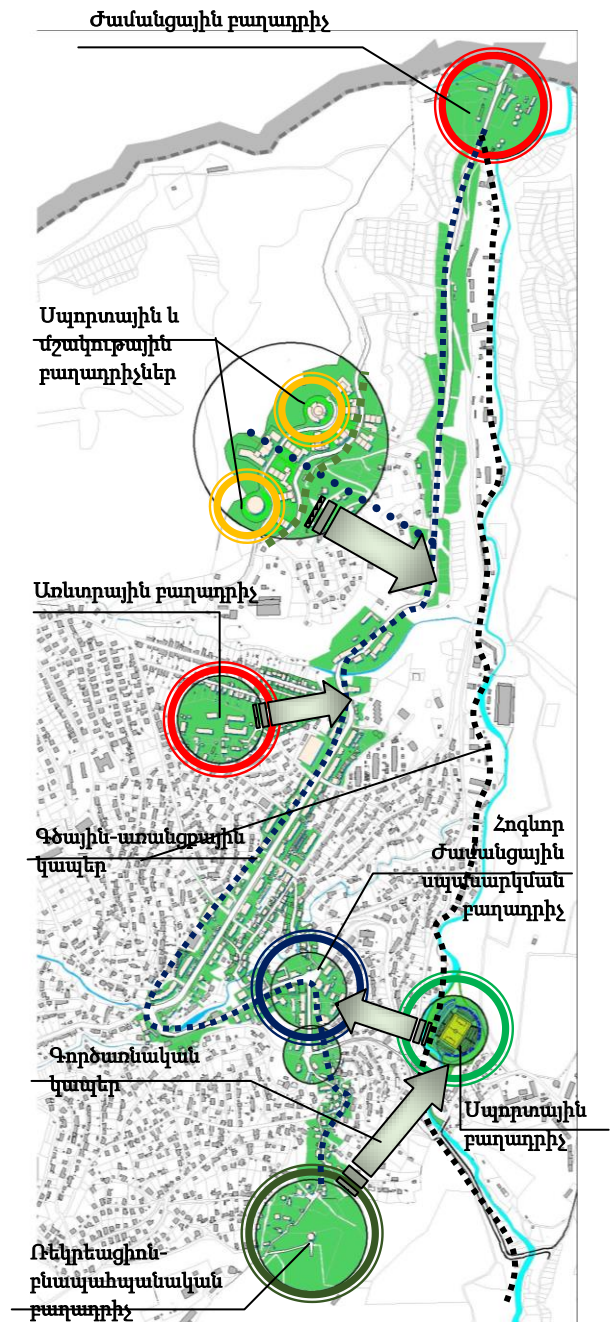 Ժամանցային բաղադրիչ
Սպորտային և
մշակութային
բաղադրիչներ
Առևտրային բաղադրիչ
Գծային-առանցքային
կապեր
Հոգևոր
Ժամանցային
սպասարկման
բաղադրիչ
Գործառնական
կապեր
Սպորտային
բաղադրիչ
Ռեկրեացիոն-
բնապահպանական
բաղադրիչ